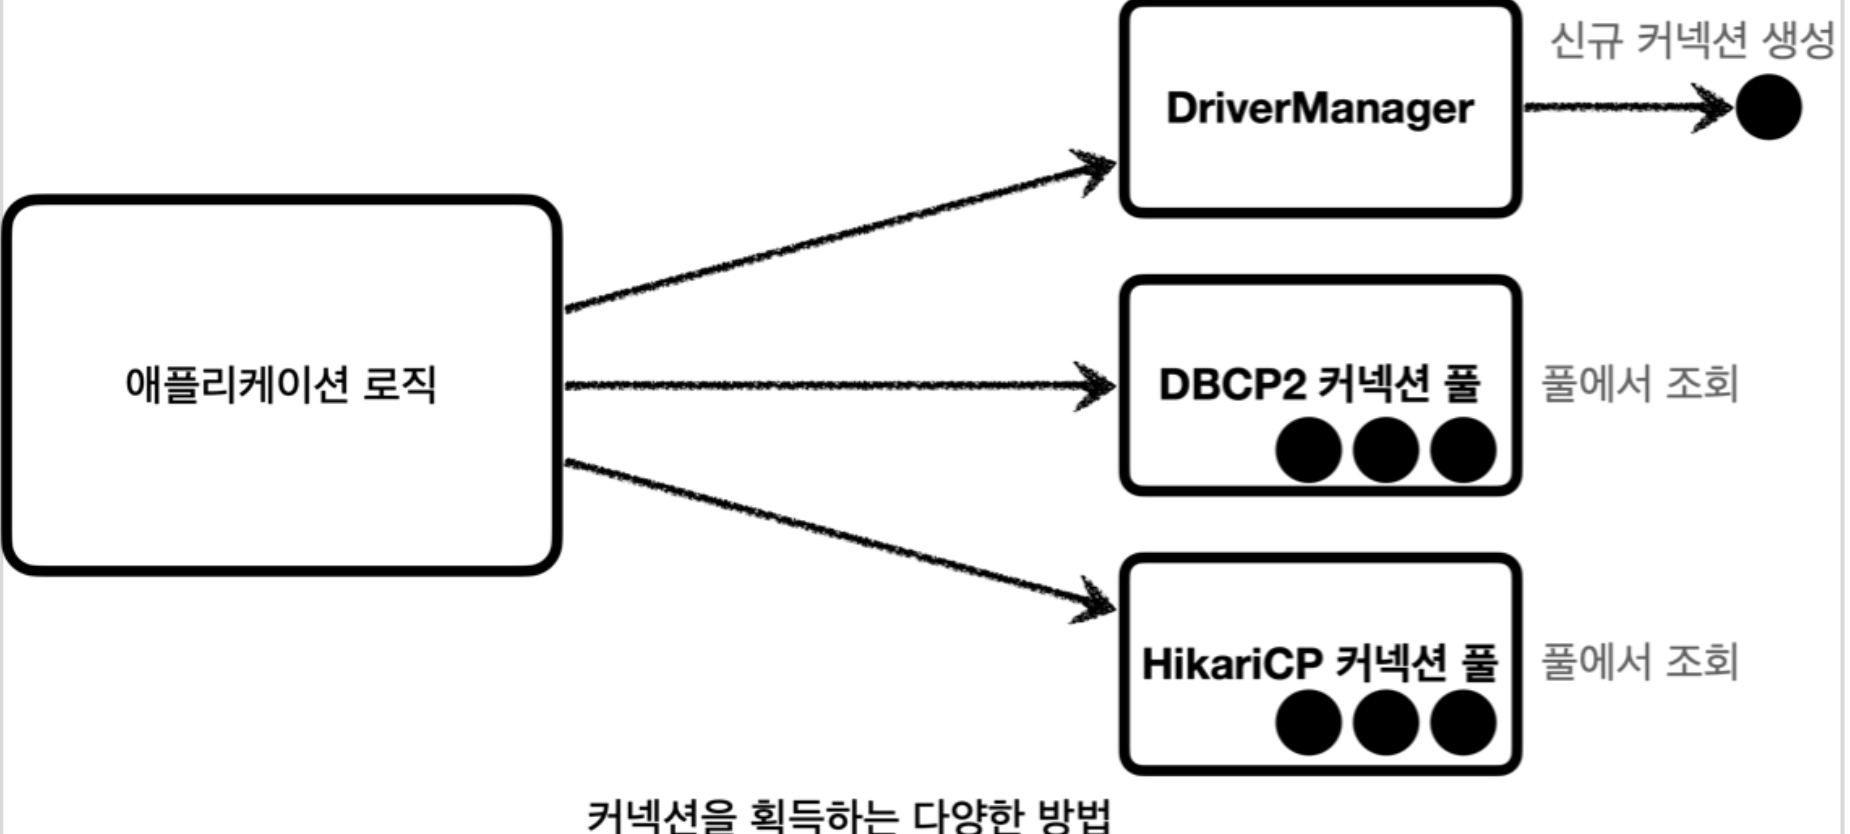 신규 커넥션 생성
DriverManager
애플리케이션 로직
DBCP2 커넥션 풀
풀에서 조회
HikariCP 커넥션 풀
풀에서 조회
커넥션을 획득하는 다양한 방법